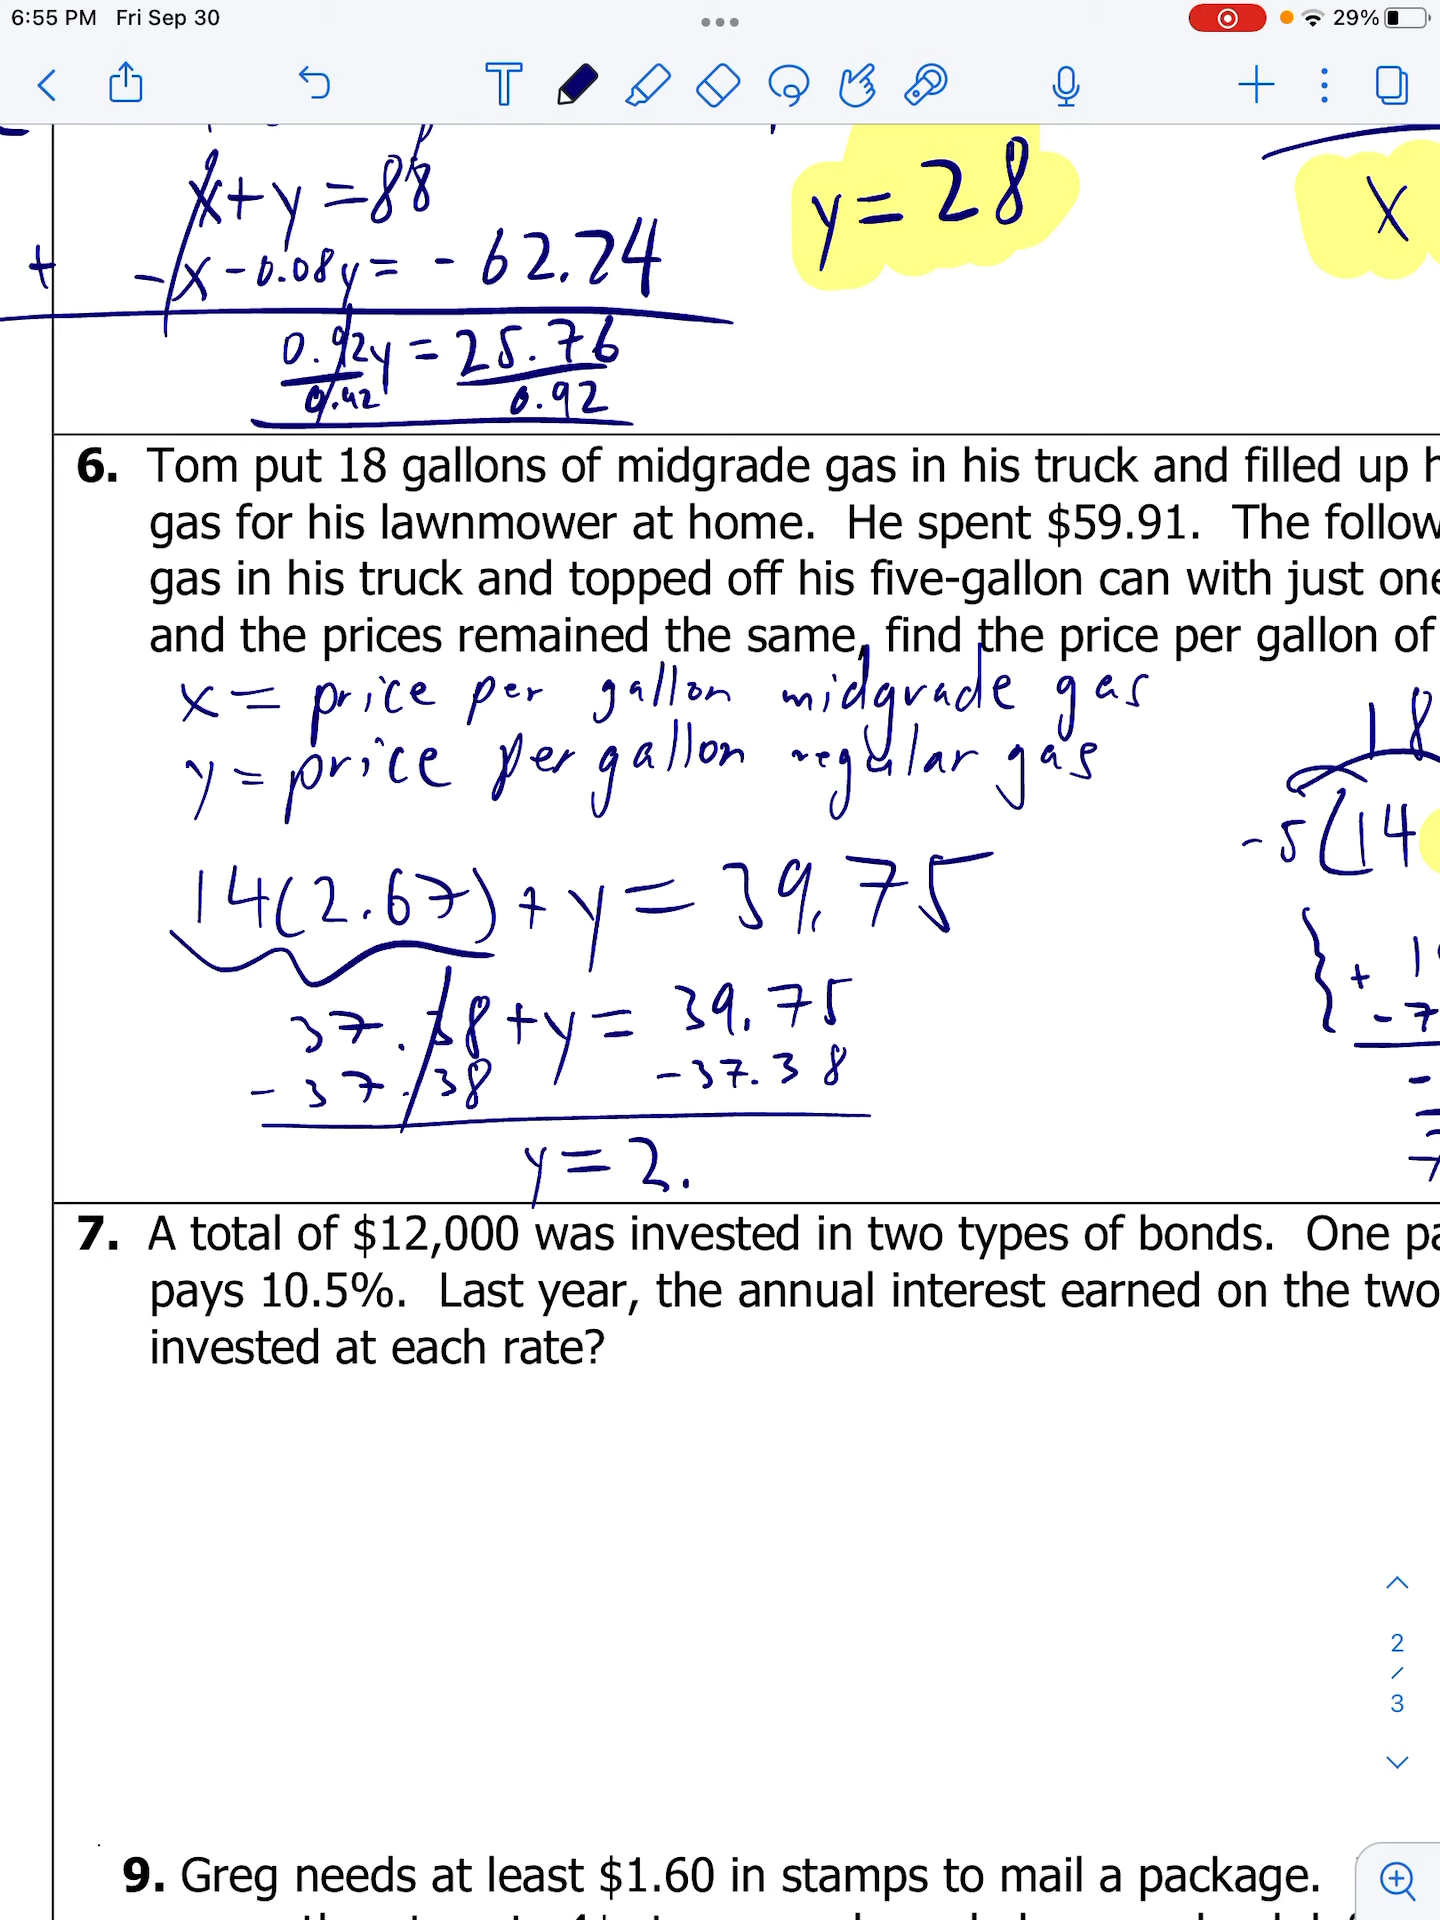 6:55 PM Fri Sep 30
29%
x+y=88
y=28
x
+ -x-0.08y=-62.24
0.92y=25.76
0.92 0.92
6. Tom put 18 gallons of midgrade gas in his truck and filled up h
gas for his lawnmower at home. He spent $59.91. The follow
gas in his truck and topped off his five-gallon can with just one
and the prices remained the same, find the price per gallon of
x = price per gallon midgrade gas
y = price per gallon regular gas
18
-5(14
14(2.67)+y=39.75
37.38+y=39.75
-37.38 -37.38
+ 1
-7
-
y=2.
7. A total of $12,000 was invested in two types of bonds. One pa
pays 10.5%. Last year, the annual interest earned on the two
invested at each rate?
2
/
3
9. Greg needs at least $1.60 in stamps to mail a package.